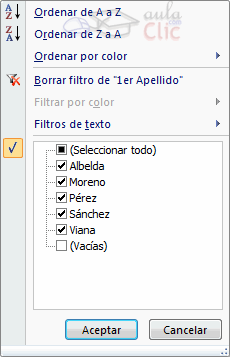 Ordenar de A a Z
aula
.com
Clic
Ordenar de Z a A
Ordenar por color
Borrar filtro de "1er Apellido"
Filtrar por color
Filtros de texto
(Seleccionar todo)
Albelda
Moreno
Pérez
Sánchez
Viana
(Vacías)
Aceptar Cancelar